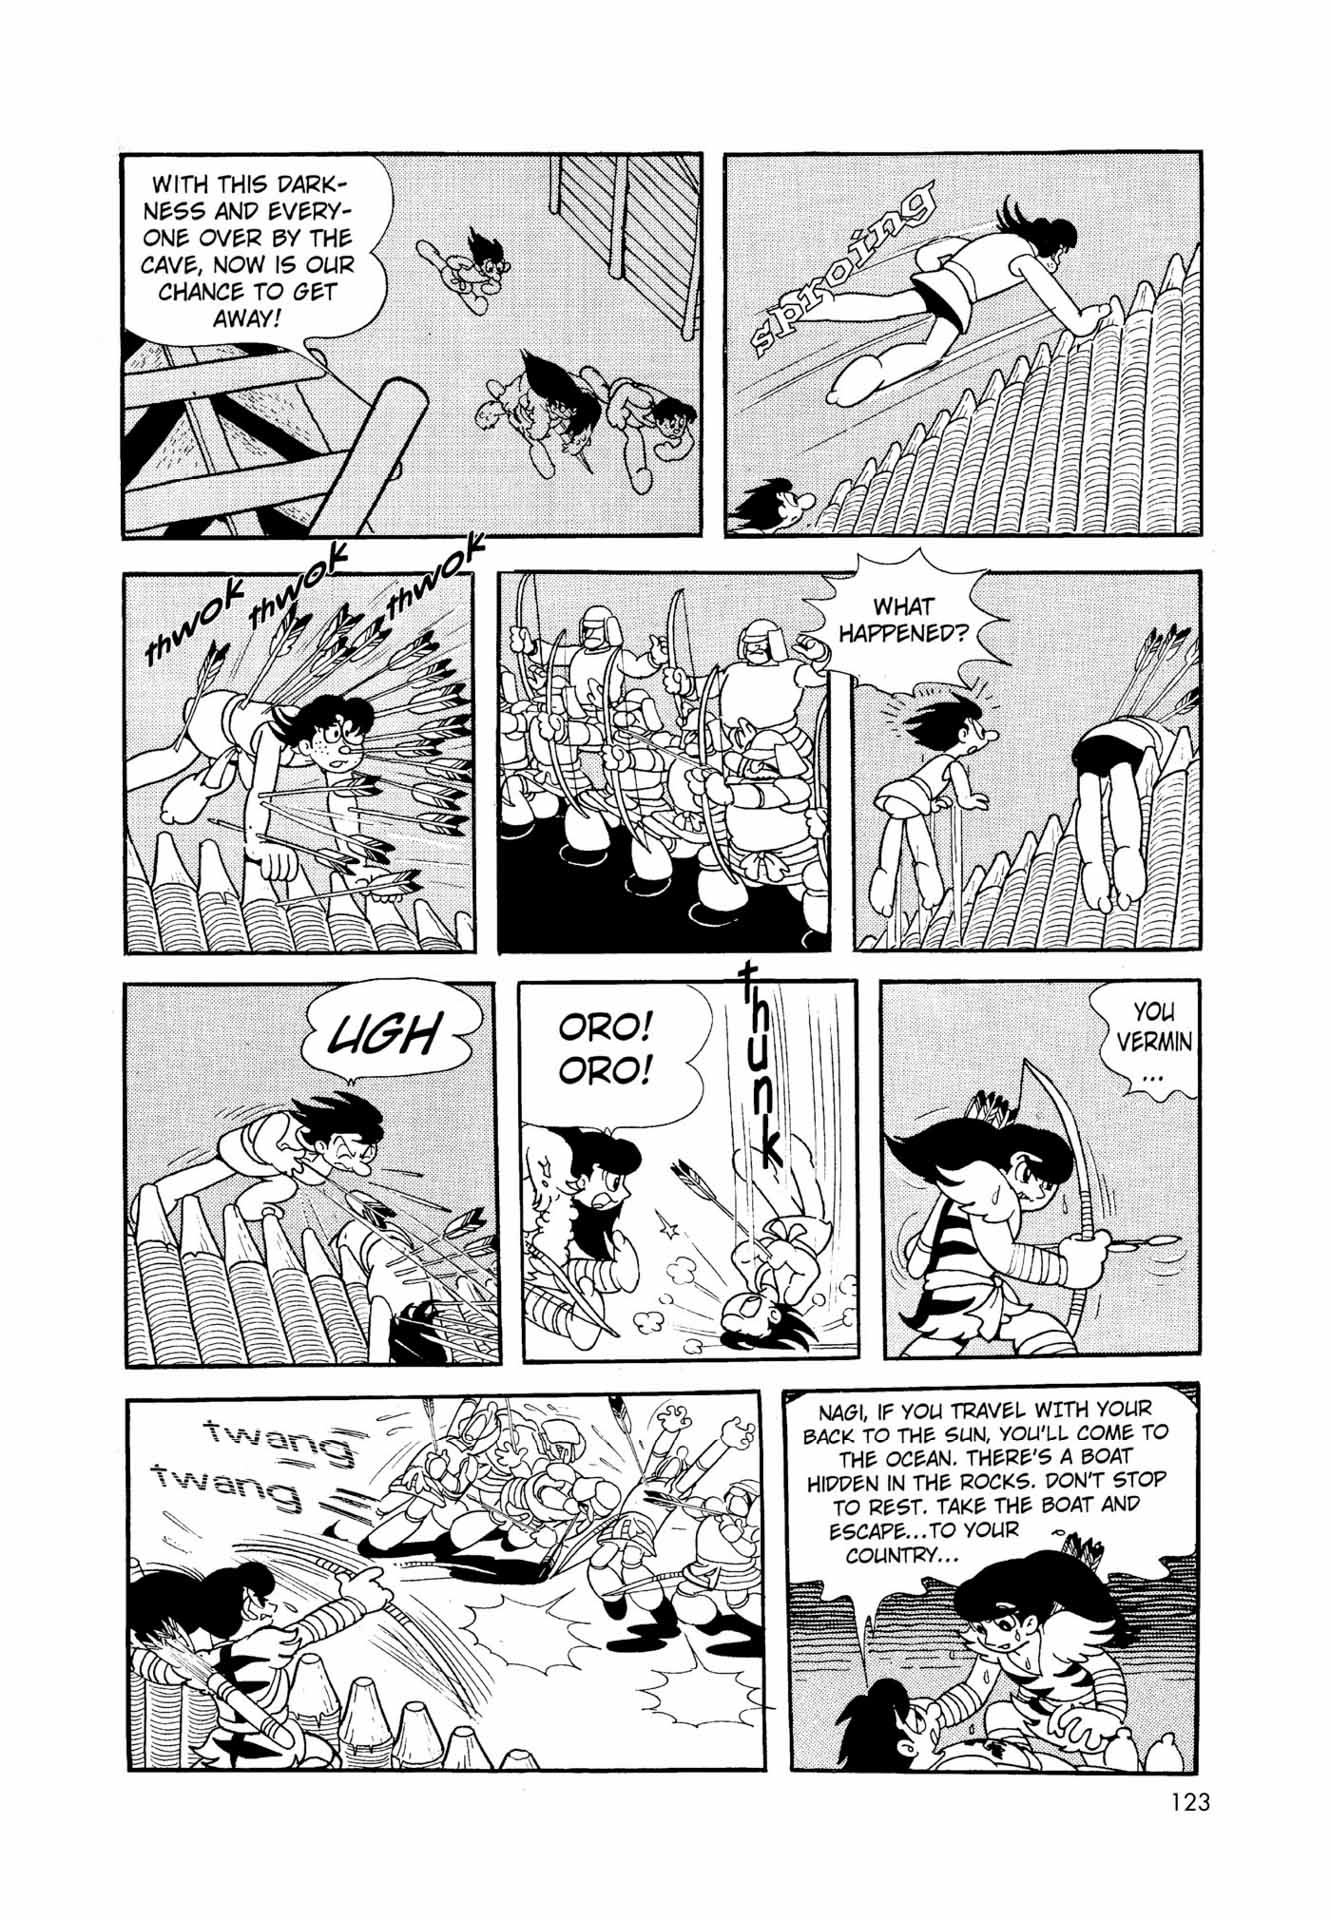 WITH THIS DARK-
NESS AND EVERY-
ONE OVER BY THE
CAVE, NOW IS OUR
CHANCE TO GET
AWAY!
sproing
thwok
thwok
thwok
WHAT
HAPPENED?
UGH
ORO!
ORO!
thunk
YOU
VERMIN
...
twang
twang
NAGI, IF YOU TRAVEL WITH YOUR
BACK TO THE SUN, YOU'LL COME TO
THE OCEAN. THERE'S A BOAT
HIDDEN IN THE ROCKS. DON'T STOP
TO REST. TAKE THE BOAT AND
ESCAPE...TO YOUR
COUNTRY...
123